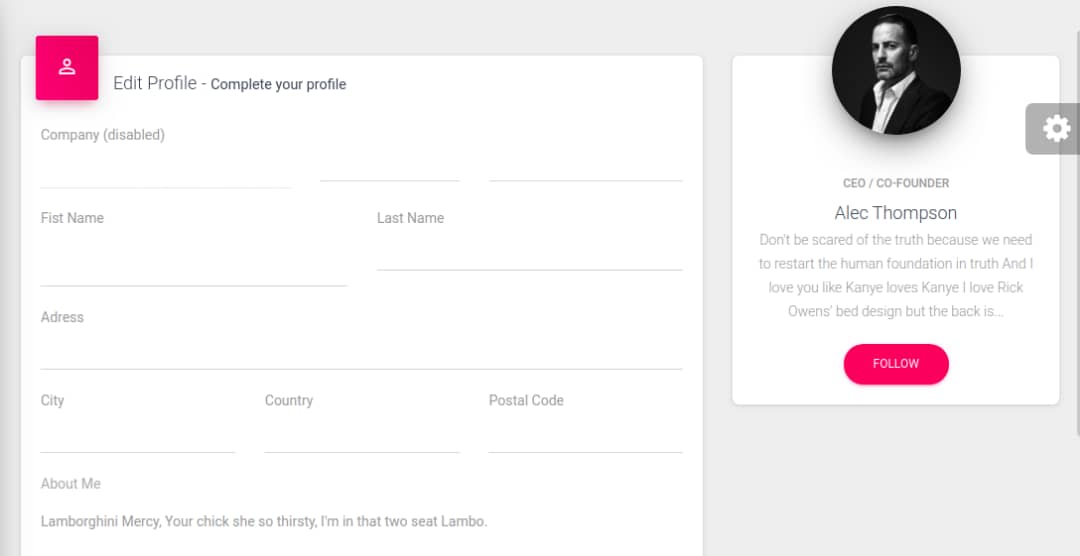 Edit Profile - Complete your profile
Company (disabled)
Fist Name
Last Name
Adress
City
Country
Postal Code
About Me
Lamborghini Mercy, Your chick she so thirsty, I'm in that two seat Lambo.
CEO / CO-FOUNDER
Alec Thompson
Don't be scared of the truth because we need
to restart the human foundation in truth And I
love you like Kanye loves Kanye I love Rick
Owens' bed design but the back is...
FOLLOW